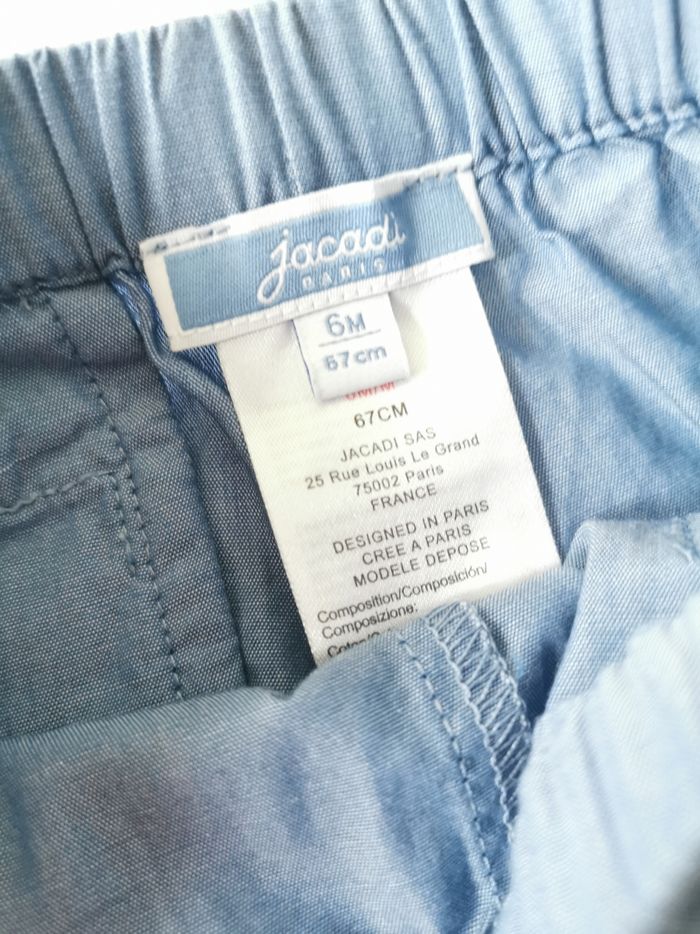 jacadi
PARIS
6M
67cm
67CM
JACADI SAS
25 Rue Louis Le Grand
75002 Paris
FRANCE
DESIGNED IN PARIS
CREE A PARIS
MODELE DEPOSE
Composition/Composición/
Composizione: